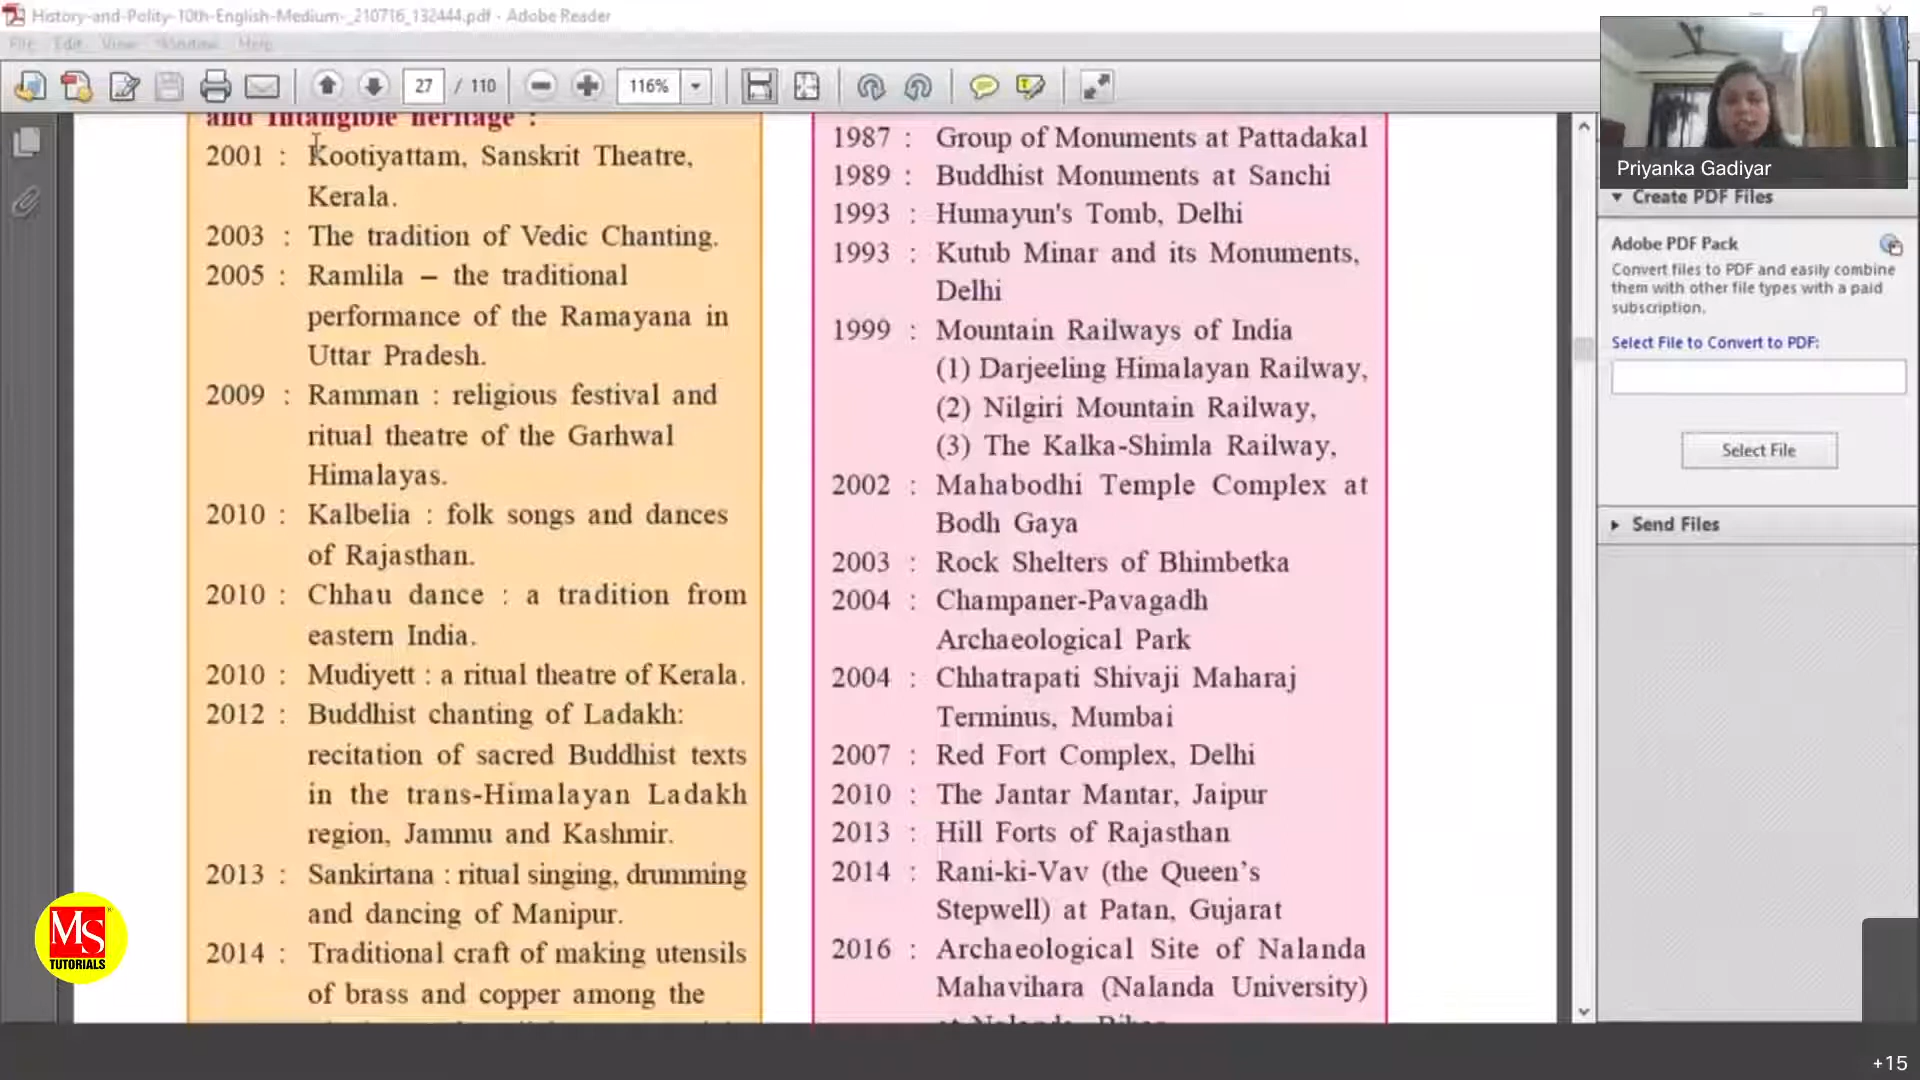 History-and-Polity-10th-English-Medium-_210716_132444.pdf - Adobe Reader
File Edit View Window Help
27 / 110 116%
and Intangible heritage :
2001 : Kootiyattam, Sanskrit Theatre,
Kerala.
2003 : The tradition of Vedic Chanting.
2005 : Ramlila – the traditional
performance of the Ramayana in
Uttar Pradesh.
2009 : Ramman : religious festival and
ritual theatre of the Garhwal
Himalayas.
2010 : Kalbelia : folk songs and dances
of Rajasthan.
2010 : Chhau dance : a tradition from
eastern India.
2010 : Mudiyett : a ritual theatre of Kerala.
2012 : Buddhist chanting of Ladakh:
recitation of sacred Buddhist texts
in the trans-Himalayan Ladakh
region, Jammu and Kashmir.
2013 : Sankirtana : ritual singing, drumming
and dancing of Manipur.
2014 : Traditional craft of making utensils
of brass and copper among the
1987 : Group of Monuments at Pattadakal
1989 : Buddhist Monuments at Sanchi
1993 : Humayun's Tomb, Delhi
1993 : Kutub Minar and its Monuments,
Delhi
1999 : Mountain Railways of India
(1) Darjeeling Himalayan Railway,
(2) Nilgiri Mountain Railway,
(3) The Kalka-Shimla Railway,
2002 : Mahabodhi Temple Complex at
Bodh Gaya
2003 : Rock Shelters of Bhimbetka
2004 : Champaner-Pavagadh
Archaeological Park
2004 : Chhatrapati Shivaji Maharaj
Terminus, Mumbai
2007 : Red Fort Complex, Delhi
2010 : The Jantar Mantar, Jaipur
2013 : Hill Forts of Rajasthan
2014 : Rani-ki-Vav (the Queen’s
Stepwell) at Patan, Gujarat
2016 : Archaeological Site of Nalanda
Mahavihara (Nalanda University)
at Nalanda, Bihar
Priyanka Gadiyar
Create PDF Files
Adobe PDF Pack
Convert files to PDF and easily combine
them with other file types with a paid
subscription.
Select File to Convert to PDF:
Select File
Send Files
MS
TUTORIALS
+15